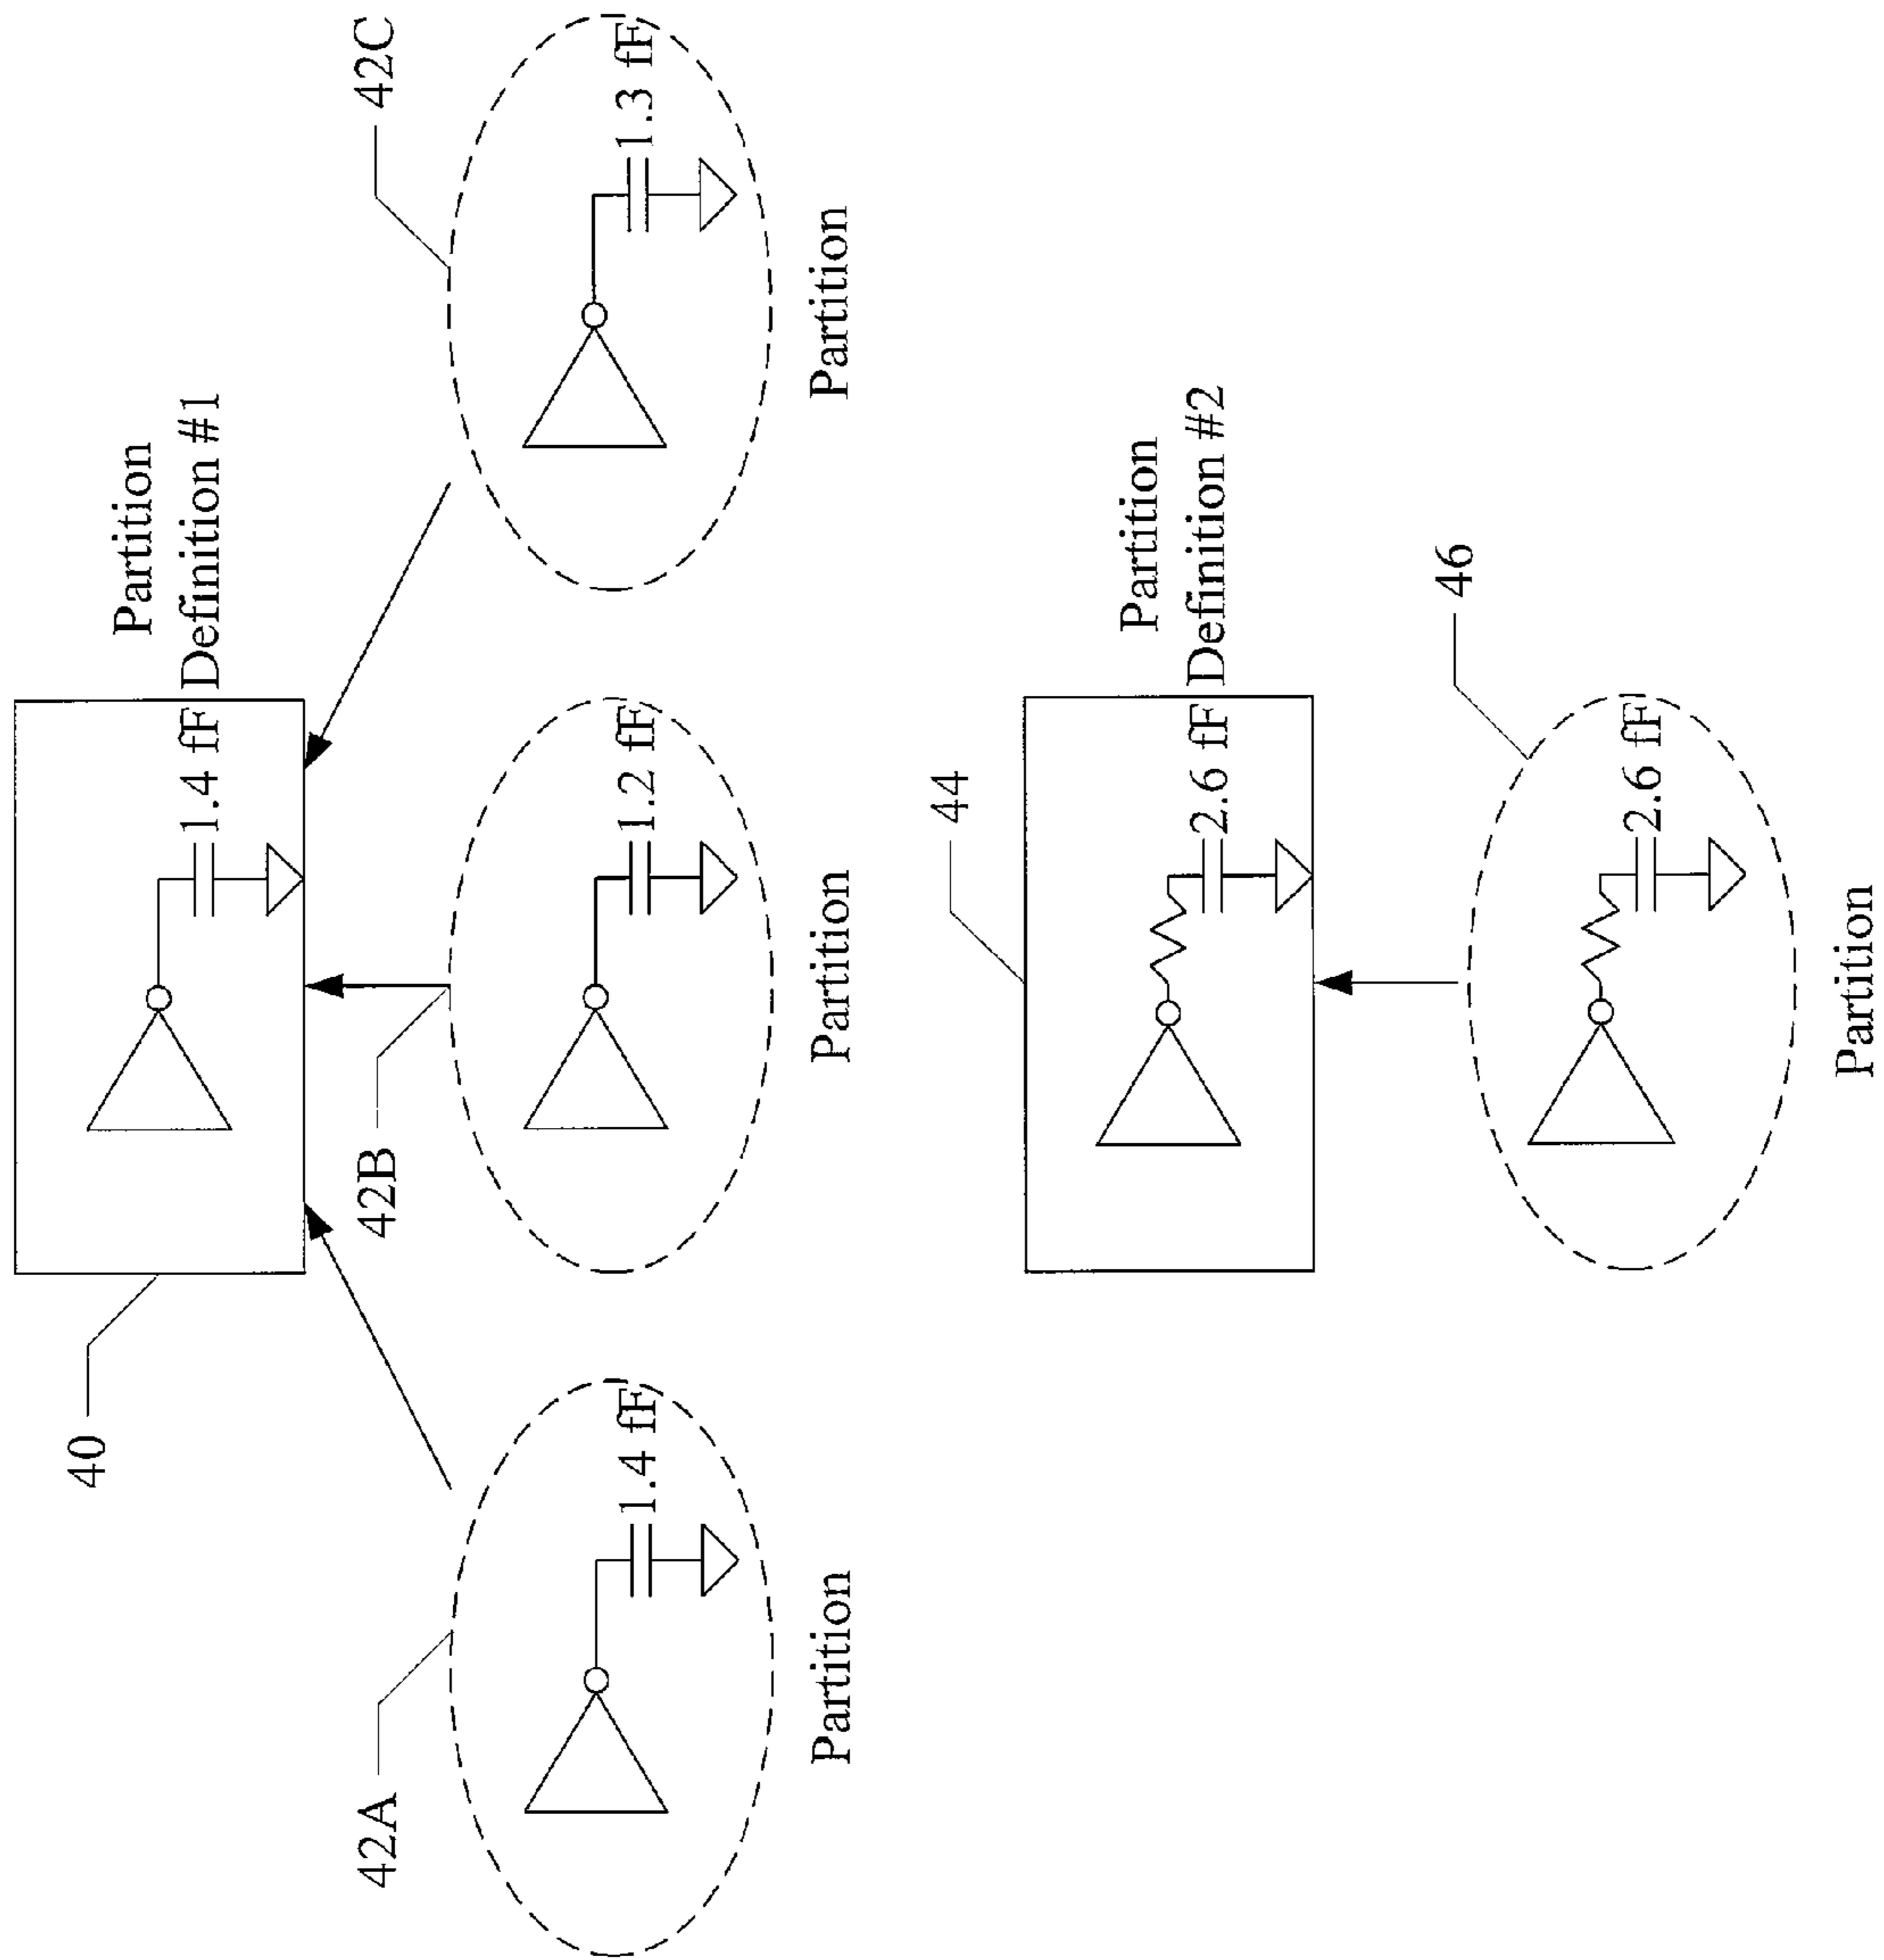 40
Partition
1.4 fF Definition #1
42A
42B
42C
1.4 fF
1.2 fF
1.3 fF
Partition
Partition
Partition
44
Partition
2.6 fF Definition #2
46
2.6 fF
Partition